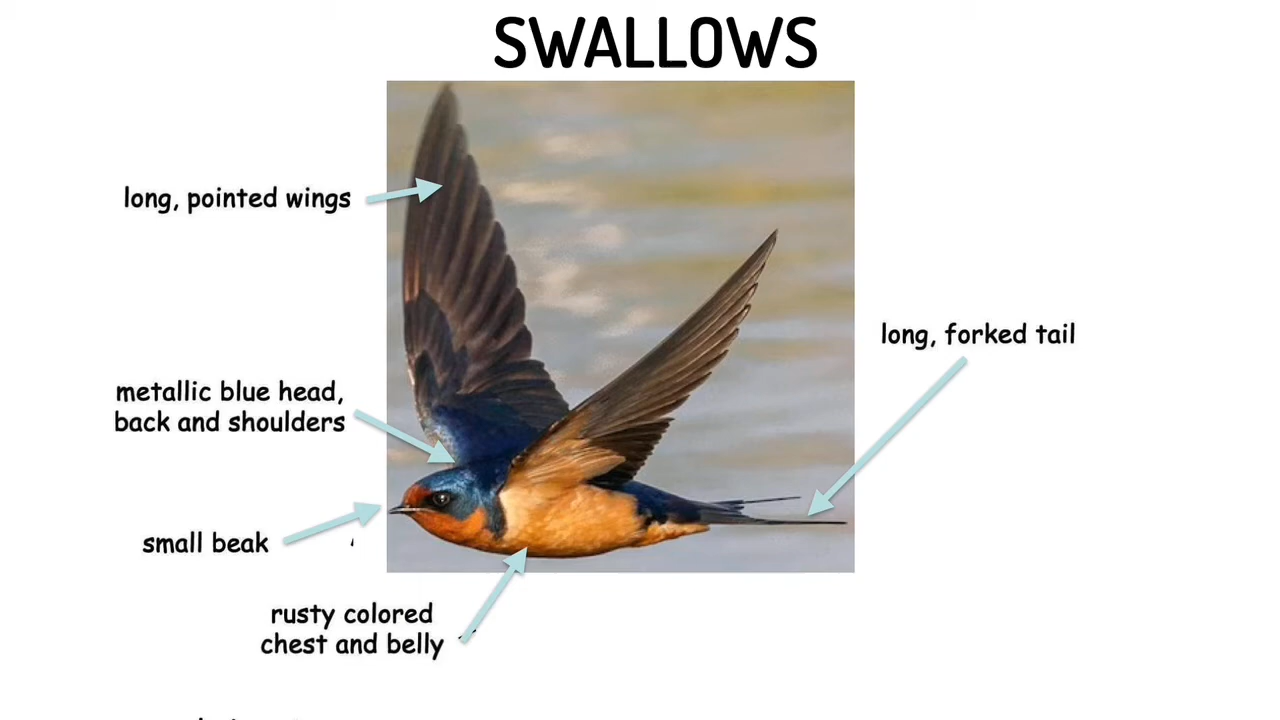 SWALLOWS
long, pointed wings
long, forked tail
metallic blue head,
back and shoulders
small beak
rusty colored
chest and belly